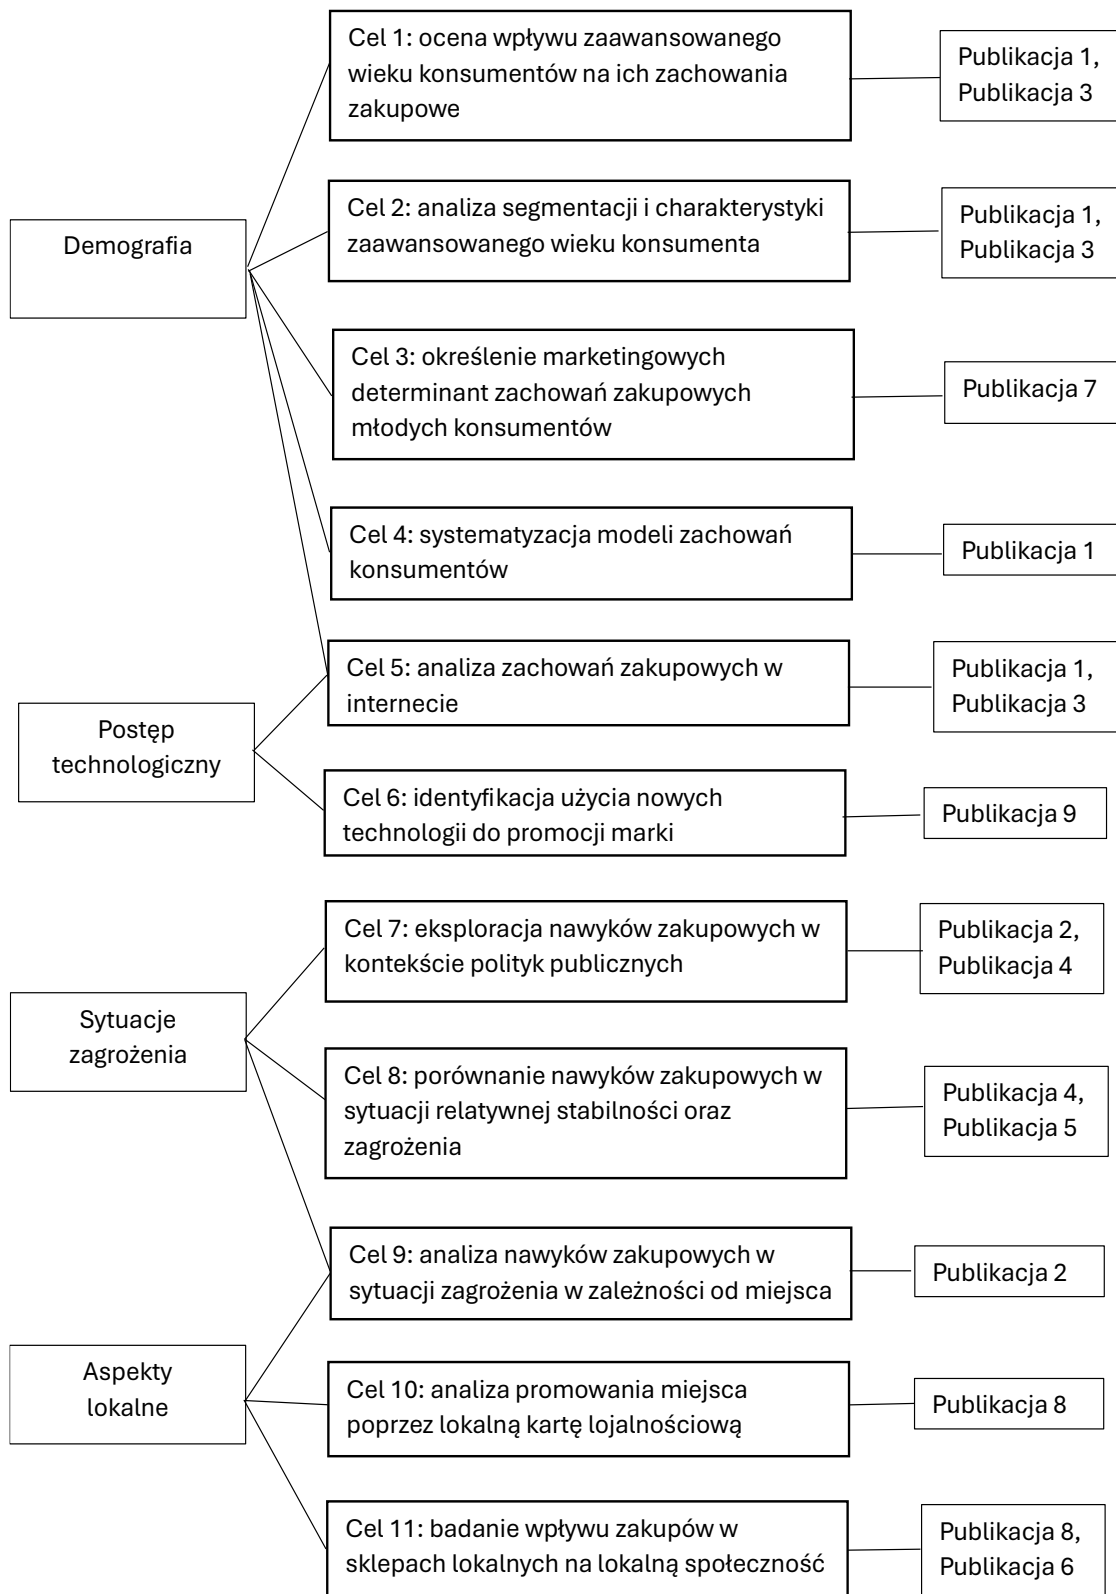 Cel 1: ocena wpływu zaawansowanego
wieku konsumentów na ich zachowania
zakupowe
Publikacja 1,
Publikacja 3
Demografia
Cel 2: analiza segmentacji i charakterystyki
zaawansowanego wieku konsumenta
Publikacja 1,
Publikacja 3
Cel 3: określenie marketingowych
determinant zachowań zakupowych
młodych konsumentów
Publikacja 7
Cel 4: systematyzacja modeli zachowań
konsumentów
Publikacja 1
Cel 5: analiza zachowań zakupowych w
internecie
Publikacja 1,
Publikacja 3
Postęp
technologiczny
Cel 6: identyfikacja użycia nowych
technologii do promocji marki
Publikacja 9
Cel 7: eksploracja nawyków zakupowych w
kontekście polityk publicznych
Publikacja 2,
Publikacja 4
Sytuacje
zagrożenia
Cel 8: porównanie nawyków zakupowych w
sytuacji relatywnej stabilności oraz
zagrożenia
Publikacja 4,
Publikacja 5
Cel 9: analiza nawyków zakupowych w
sytuacji zagrożenia w zależności od miejsca
Publikacja 2
Aspekty
lokalne
Cel 10: analiza promowania miejsca
poprzez lokalną kartę lojalnościową
Publikacja 8
Cel 11: badanie wpływu zakupów w
sklepach lokalnych na lokalną społeczność
Publikacja 8,
Publikacja 6